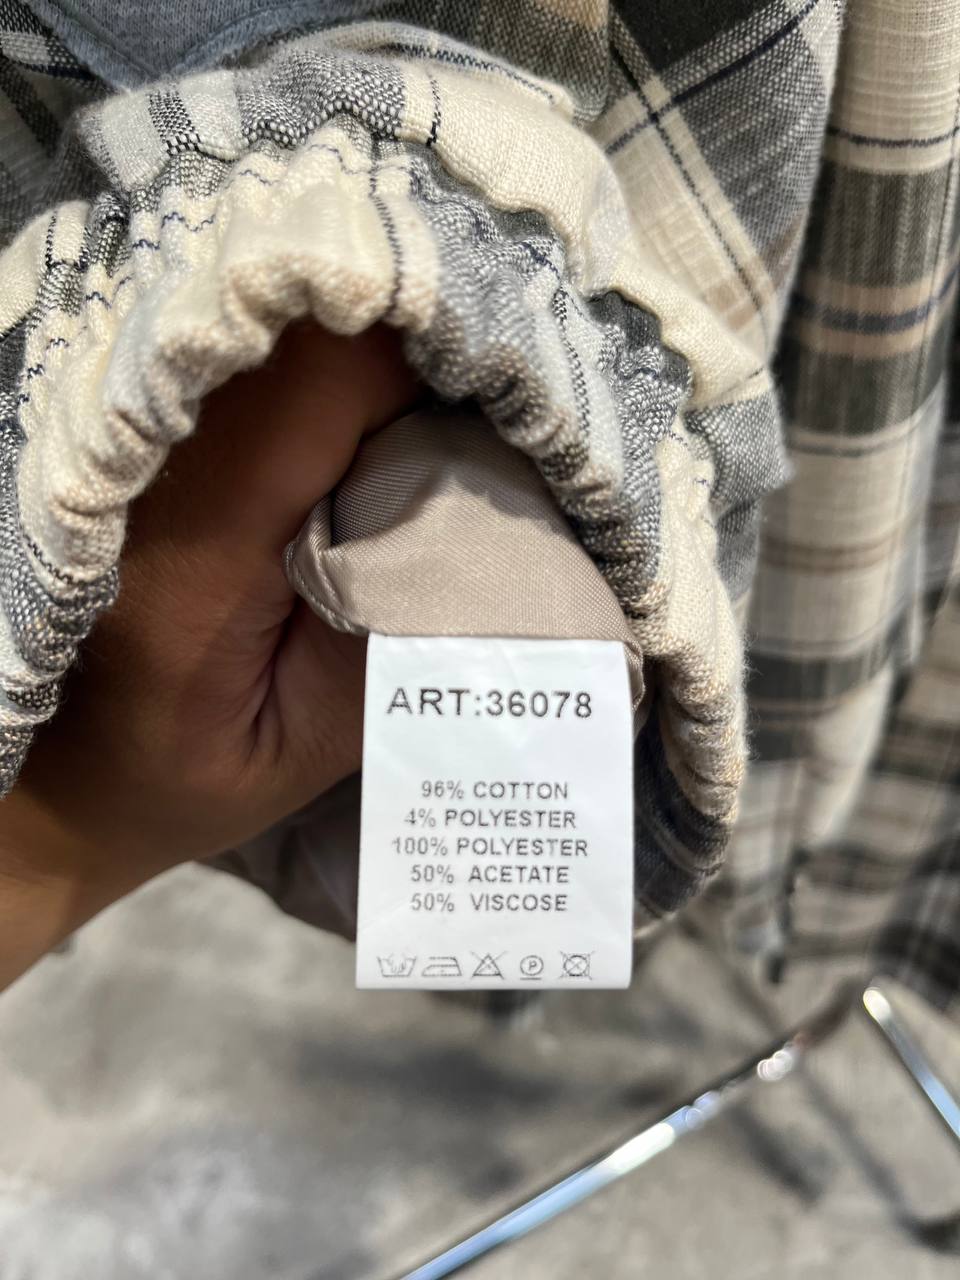 ART:36078
96% COTTON
4% POLYESTER
100% POLYESTER
50% ACETATE
50% VISCOSE
P